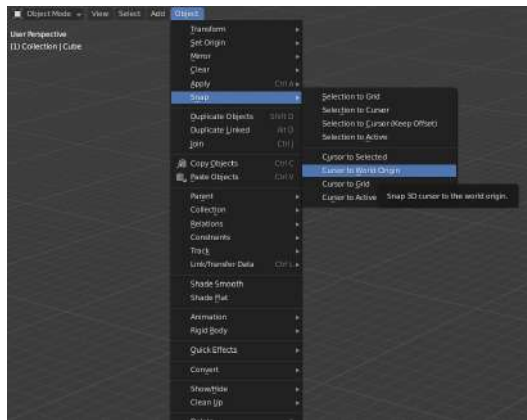 Object Mode View Select Add Object
User Perspective
(1) Collection | Cube
Transform
Set Origin
Mirror
Clear
Apply Ctrl A
Snap
Duplicate Objects Shift D
Duplicate Linked Alt D
Join Ctrl J
Copy Objects Ctrl C
Paste Objects Ctrl V
Parent
Collection
Relations
Constraints
Track
Link/Transfer Data Ctrl L
Shade Smooth
Shade Flat
Animation
Rigid Body
Quick Effects
Convert
Show/Hide
Clean Up
Selection to Grid
Selection to Cursor
Selection to Cursor (Keep Offset)
Selection to Active
Cursor to Selected
Cursor to World Origin
Cursor to Grid
Cursor to Active
Snap 3D cursor to the world origin.